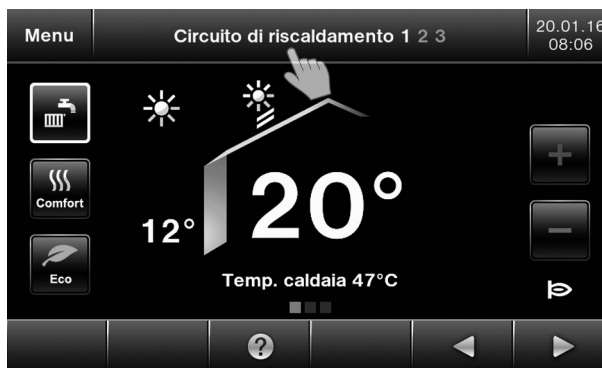 Menu
Circuito di riscaldamento 1 2 3
20.01.16
08:06
Comfort
12°
20°
Eco
Temp. caldaia 47°C
+
−
?